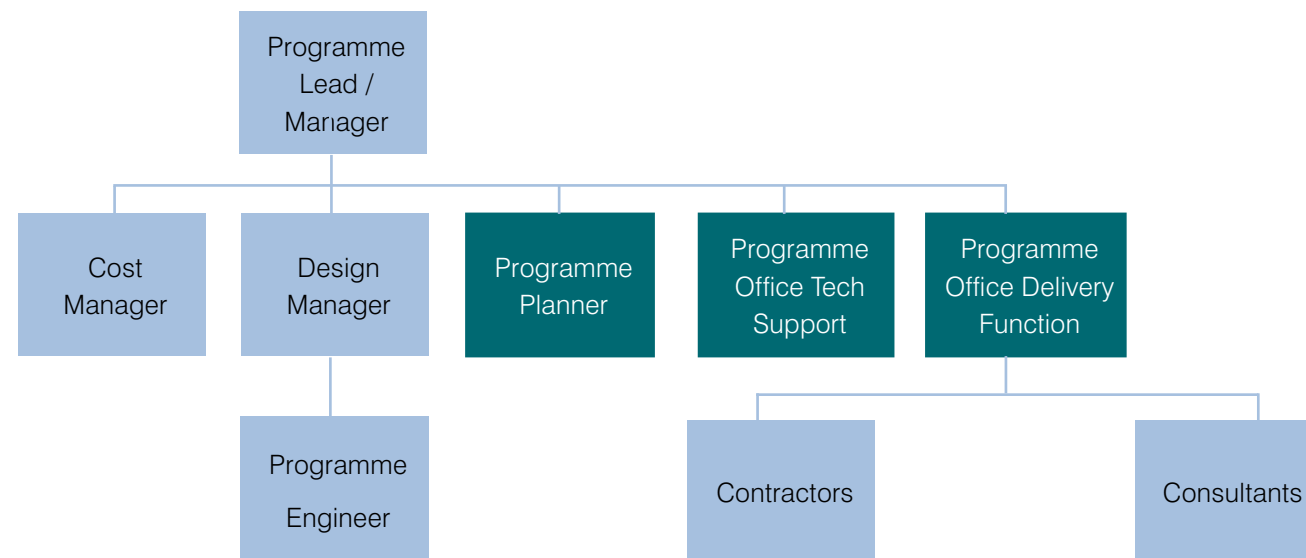 Programme
Lead /
Manager
Cost
Manager
Design
Manager
Programme
Planner
Programme
Office Tech
Support
Programme
Office Delivery
Function
Programme
Engineer
Contractors
Consultants